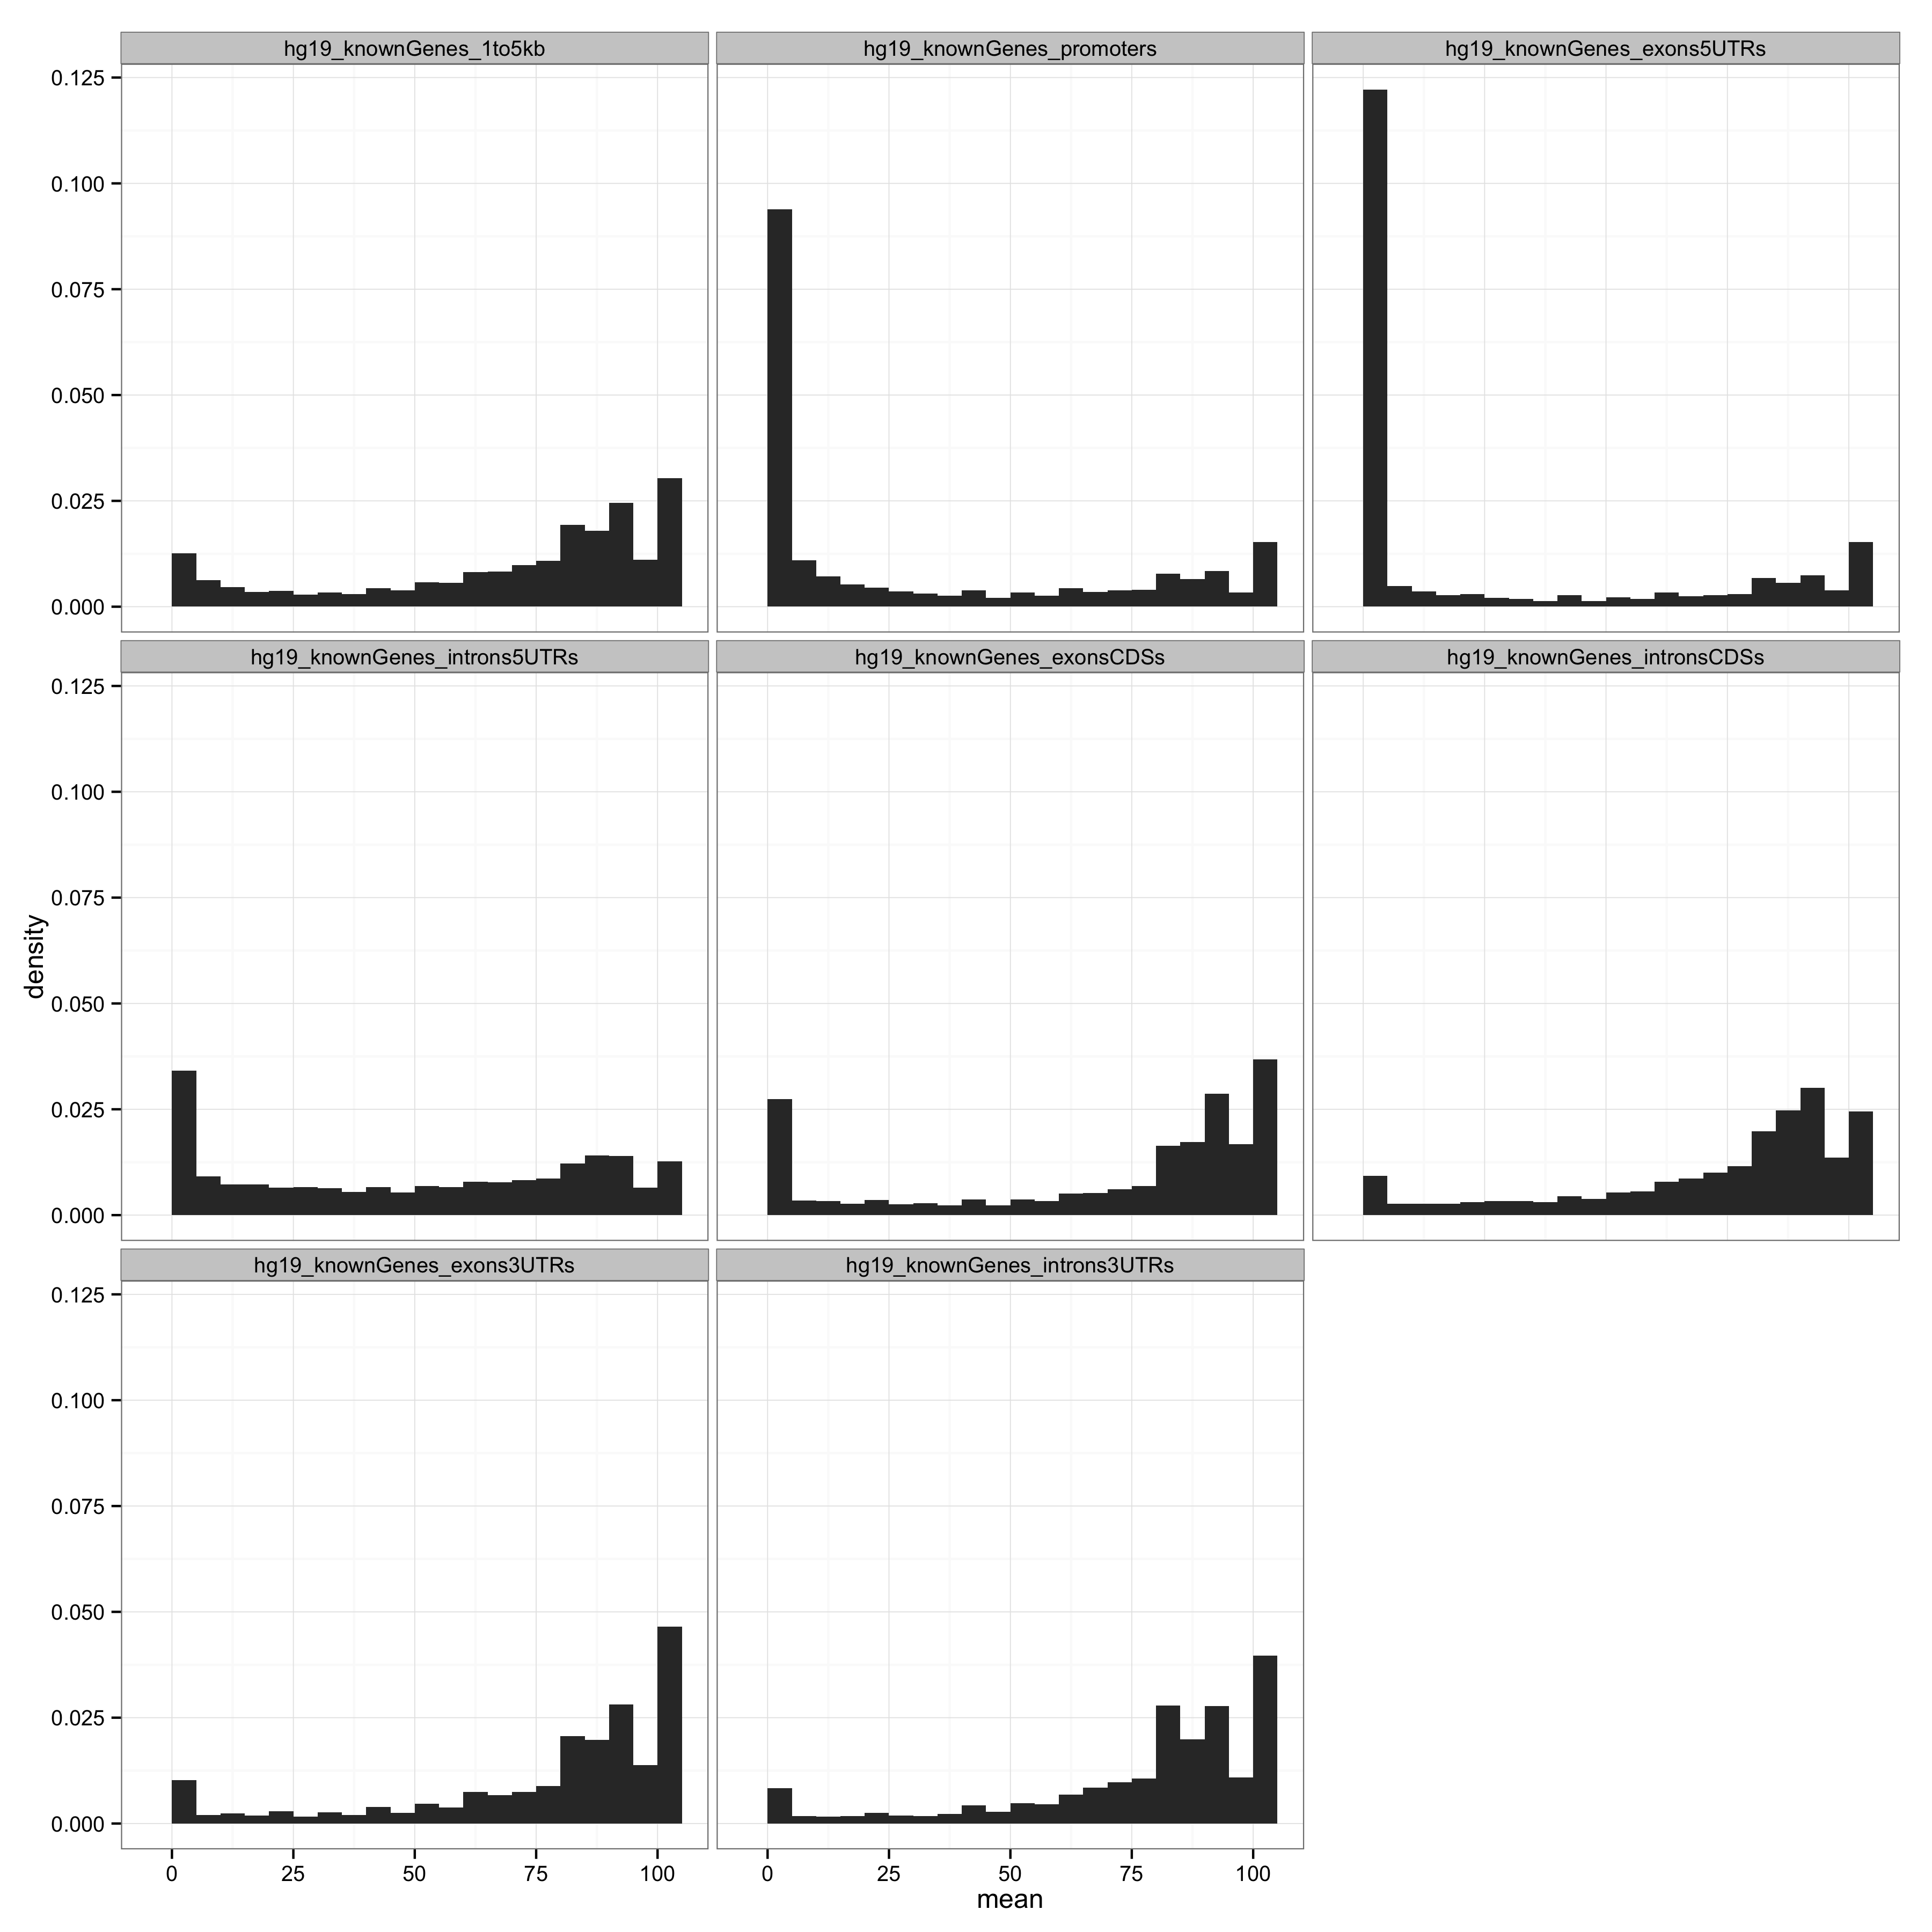 hg19_knownGenes_1to5kb
hg19_knownGenes_promoters
hg19_knownGenes_exons5UTRs
0.125
0.100
0.075
0.050
0.025
0.000
hg19_knownGenes_introns5UTRs
hg19_knownGenes_exonsCDSs
hg19_knownGenes_intronsCDSs
0.125
0.100
0.075
0.050
0.025
0.000
density
hg19_knownGenes_exons3UTRs
hg19_knownGenes_introns3UTRs
0.125
0.100
0.075
0.050
0.025
0.000
0 25 50 75 100
0 25 50 75 100
mean